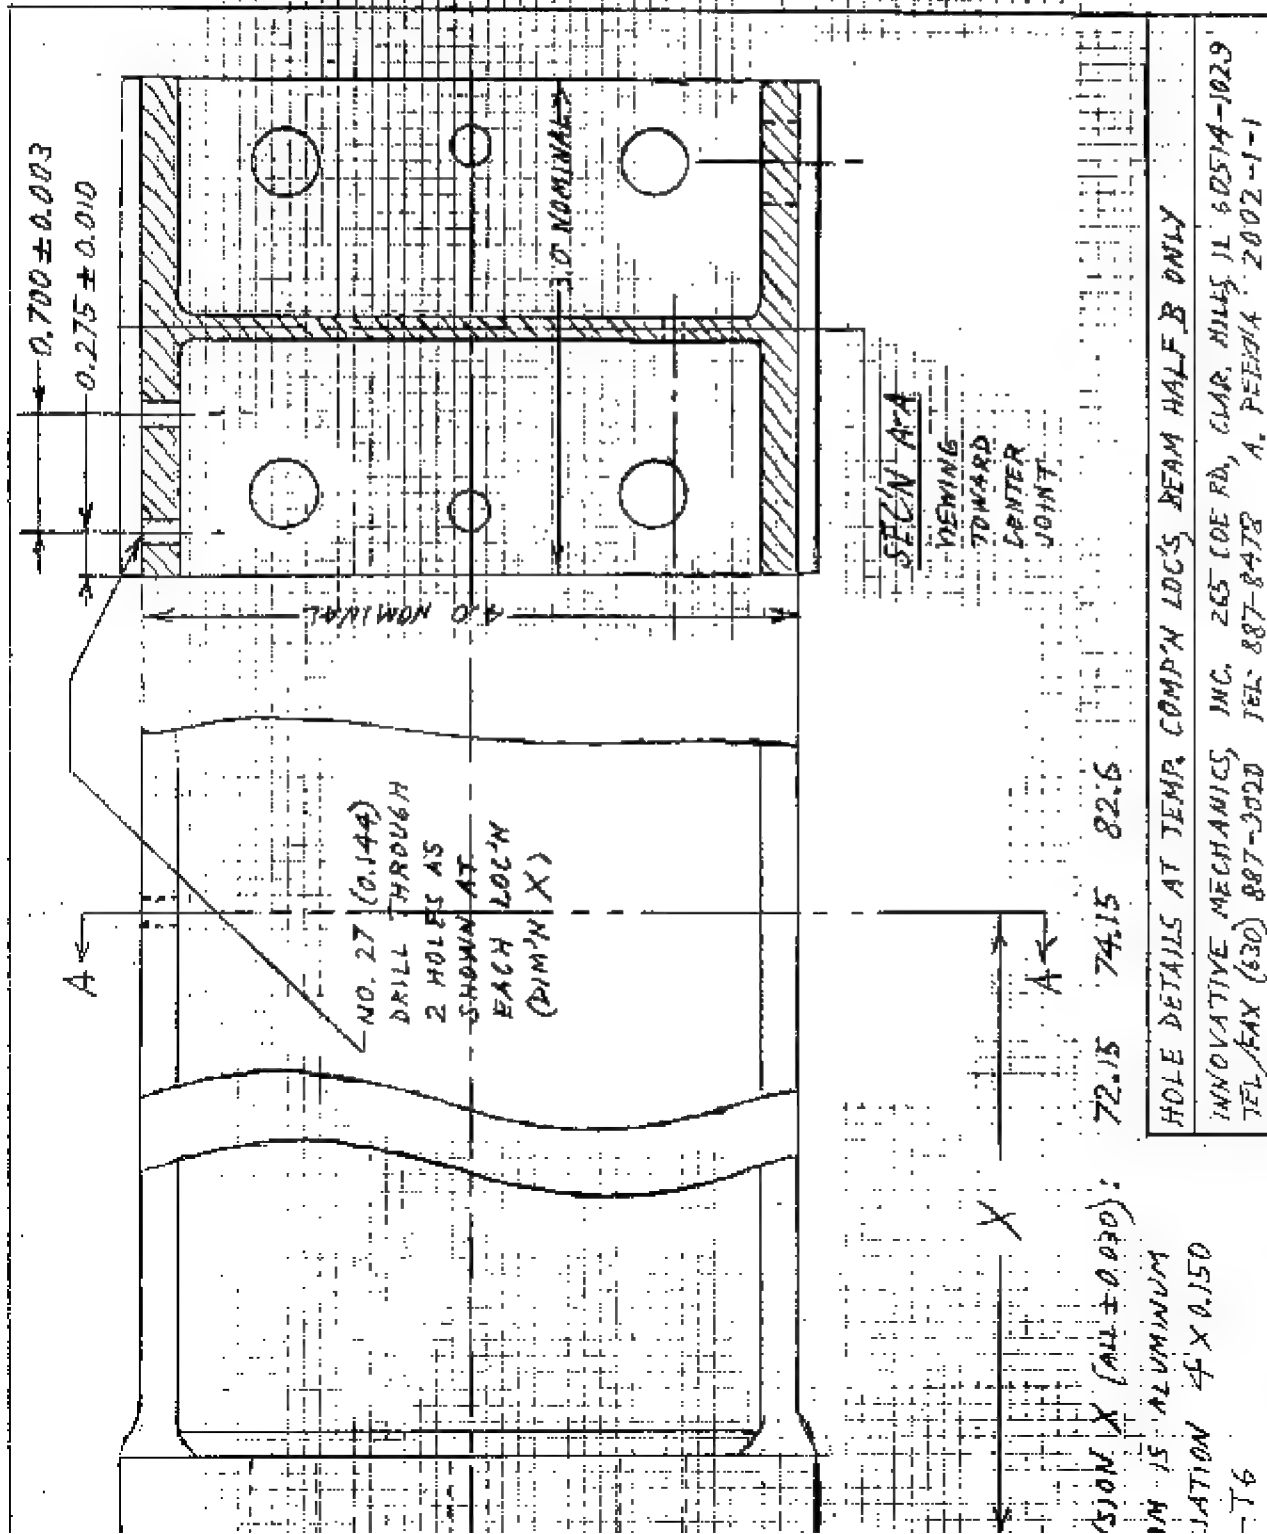 0.700 ± 0.003
0.275 ± 0.010
3.0 NOMINAL
4.0 NOMINAL
SEC'N A-A
VIEWING
TOWARD
CENTER
JOINT
NO. 27 (0.144)
DRILL THROUGH
2 HOLES AS
SHOWN AT
EACH LOC'N
(DIM'N X)
A
A
X
SION X (ALL ± 0.030): 72.15 74.15 82.6
IS ALUMINUM
4 X 0.150
-T6
HOLE DETAILS AT TEMP. COMP'N LOC'S, BEAM HALF B ONLY
INNOVATIVE MECHANICS, INC. 265 COE RD., CLAR. HILLS IL 60514-1029
TEL/FAX (630) 887-3020 TEL: 887-8478 A. 2002-1-1